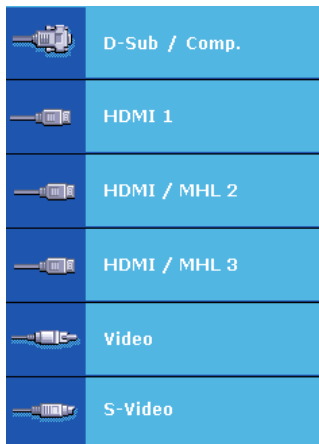 D-Sub / Comp.
HDMI 1
HDMI / MHL 2
HDMI / MHL 3
Video
S-Video